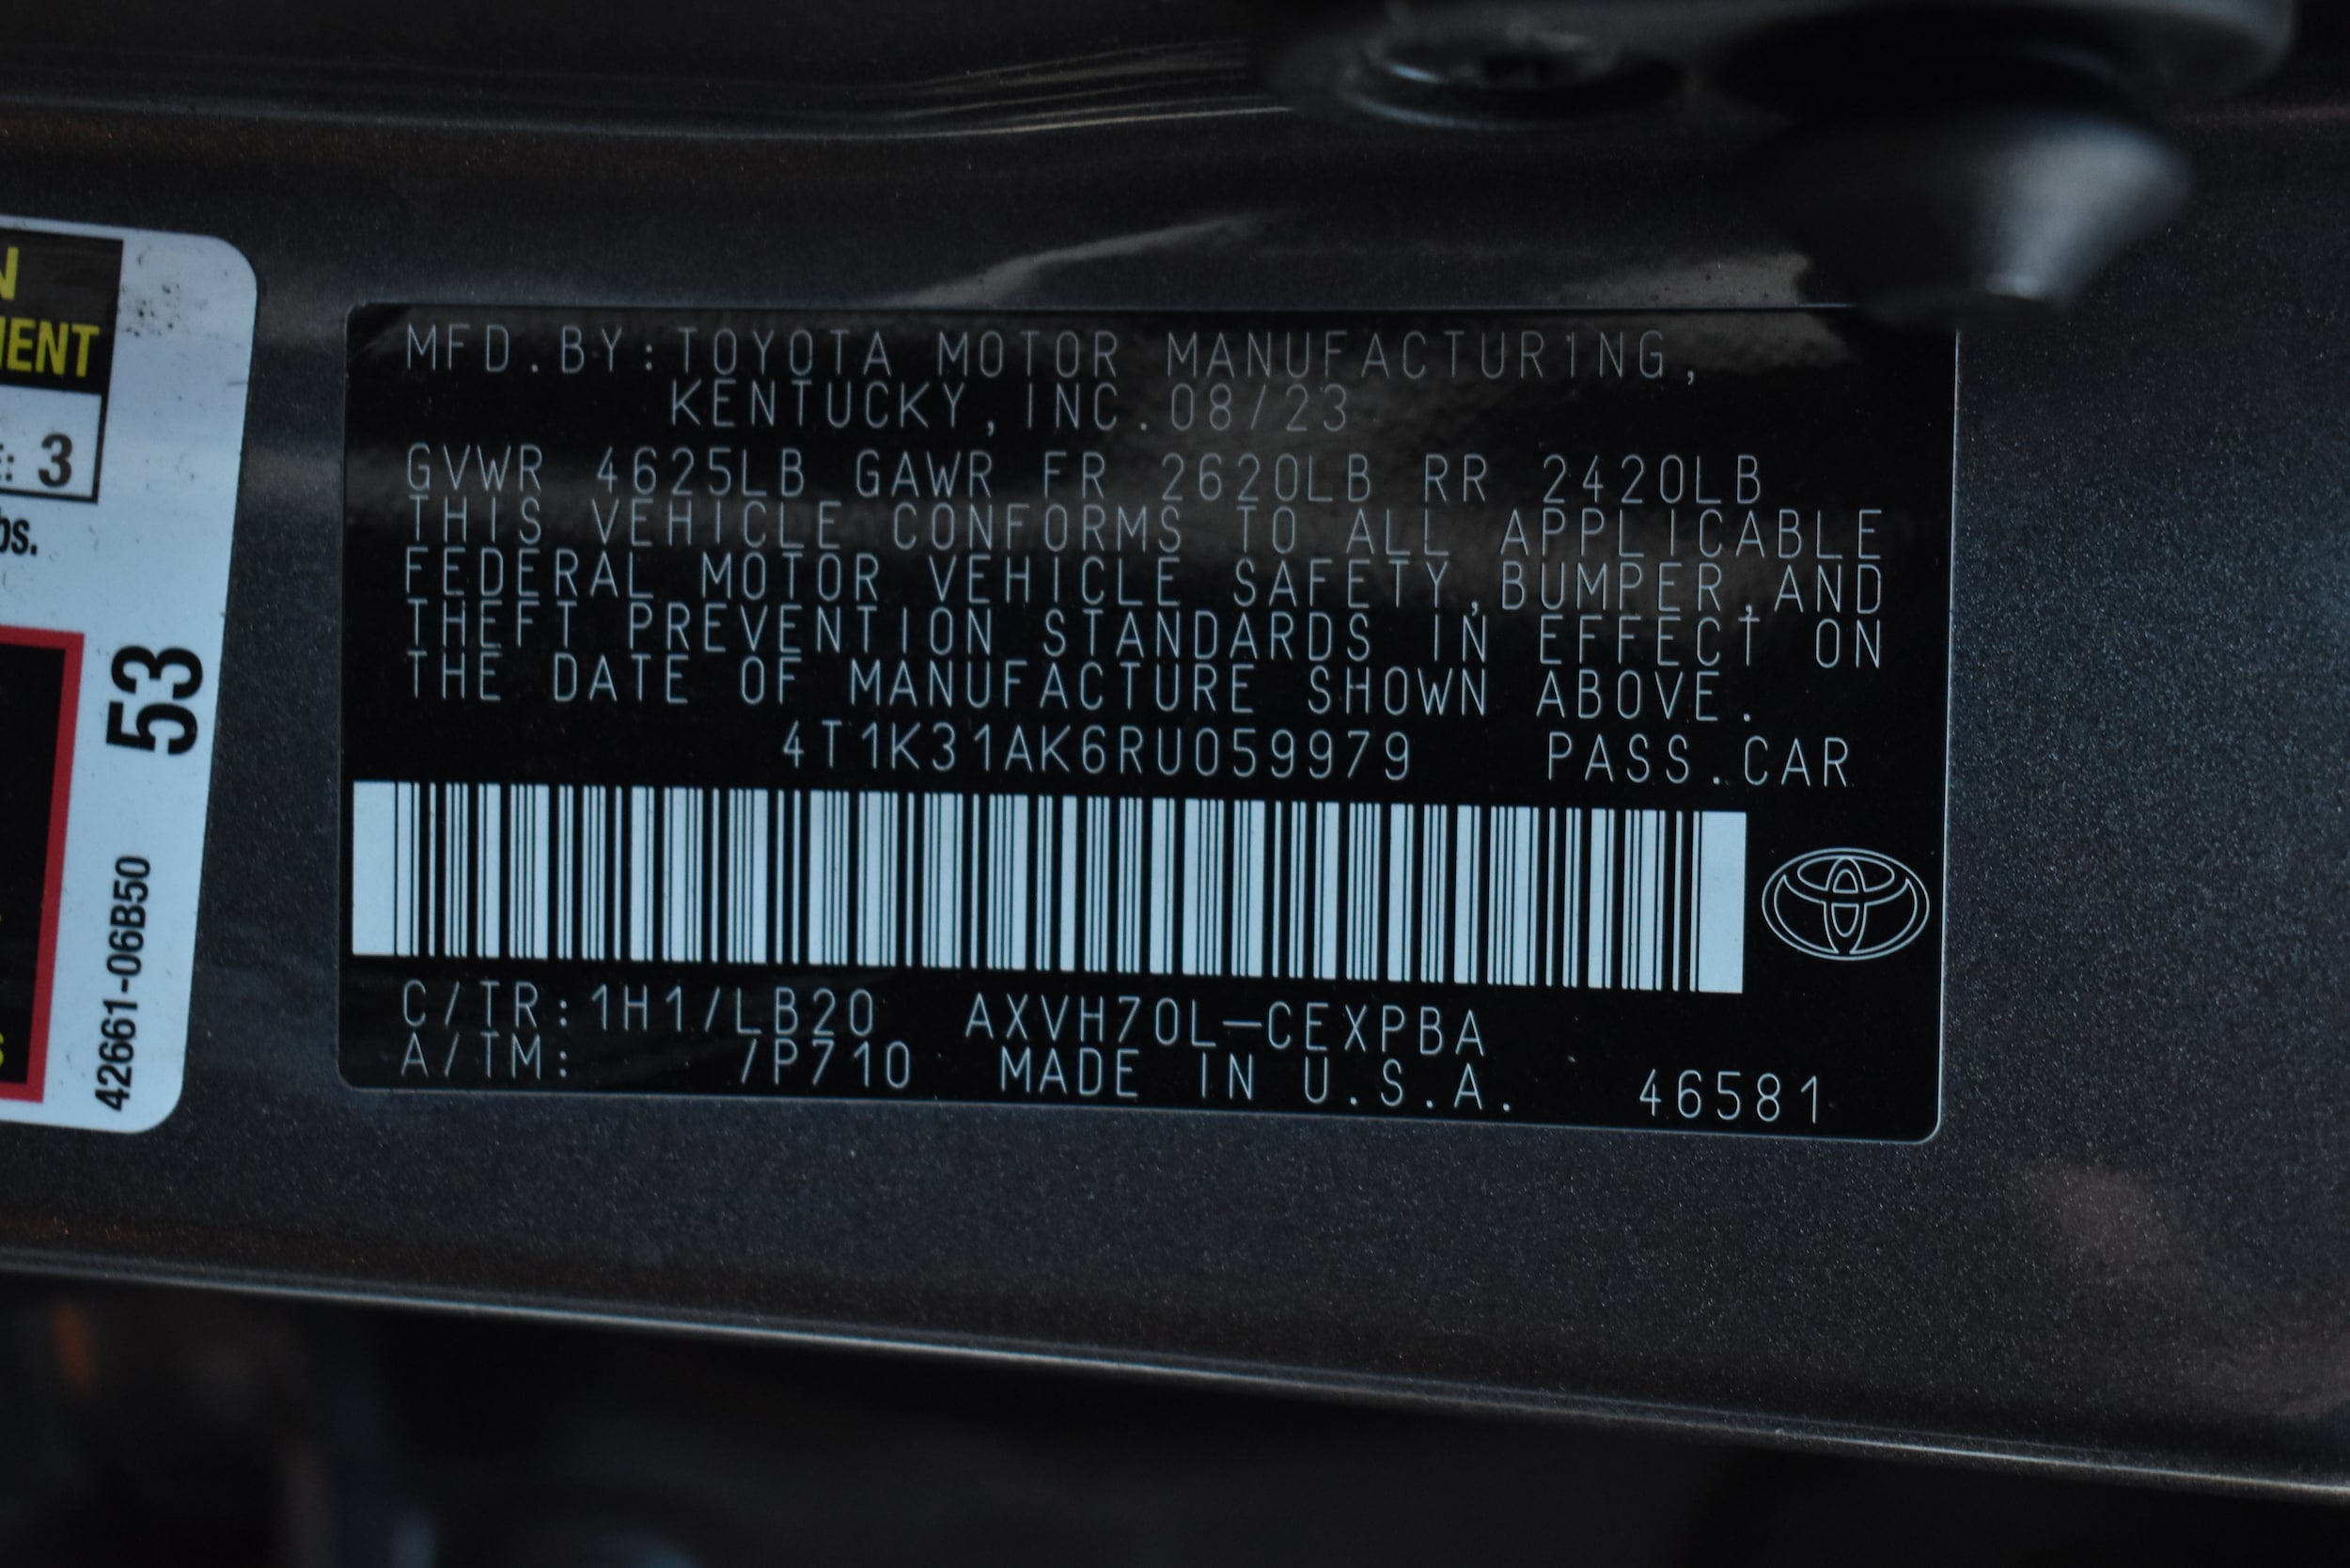 N
MENT
E: 3
bs.
53
42661-06B50
MFD.BY:TOYOTA MOTOR MANUFACTURING,
KENTUCKY,INC.08/23
GVWR 4625LB GAWR FR 2620LB RR 2420LB
THIS VEHICLE CONFORMS TO ALL APPLICABLE
FEDERAL MOTOR VEHICLE SAFETY,BUMPER,AND
THEFT PREVENTION STANDARDS IN EFFECT ON
THE DATE OF MANUFACTURE SHOWN ABOVE.
4T1K31AK6RU059979 PASS.CAR
C/TR:1H1/LB20 AXVH70L-CEXPBA
A/TM: /P710 MADE IN U.S.A. 46581